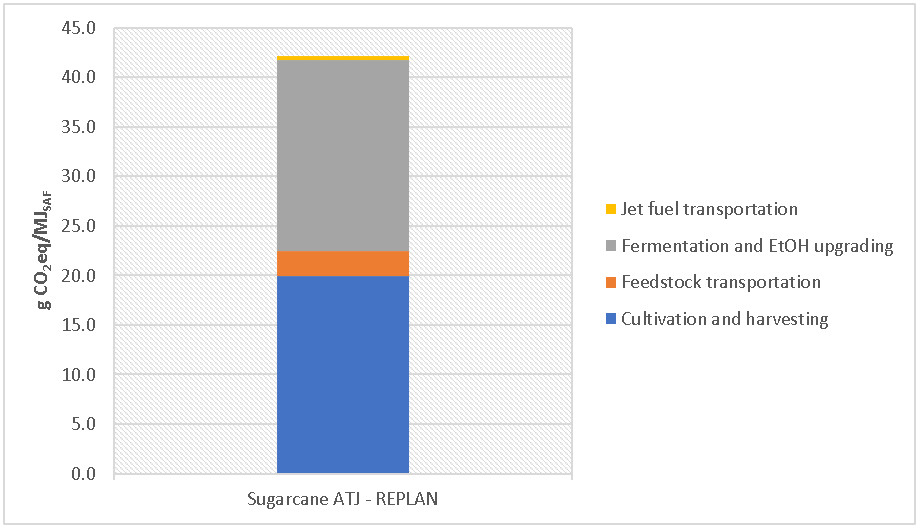 45.0
40.0
35.0
30.0
25.0
20.0
15.0
10.0
5.0
0.0
g CO₂eq/MJSAF
Sugarcane ATJ - REPLAN
Jet fuel transportation
Fermentation and EtOH upgrading
Feedstock transportation
Cultivation and harvesting